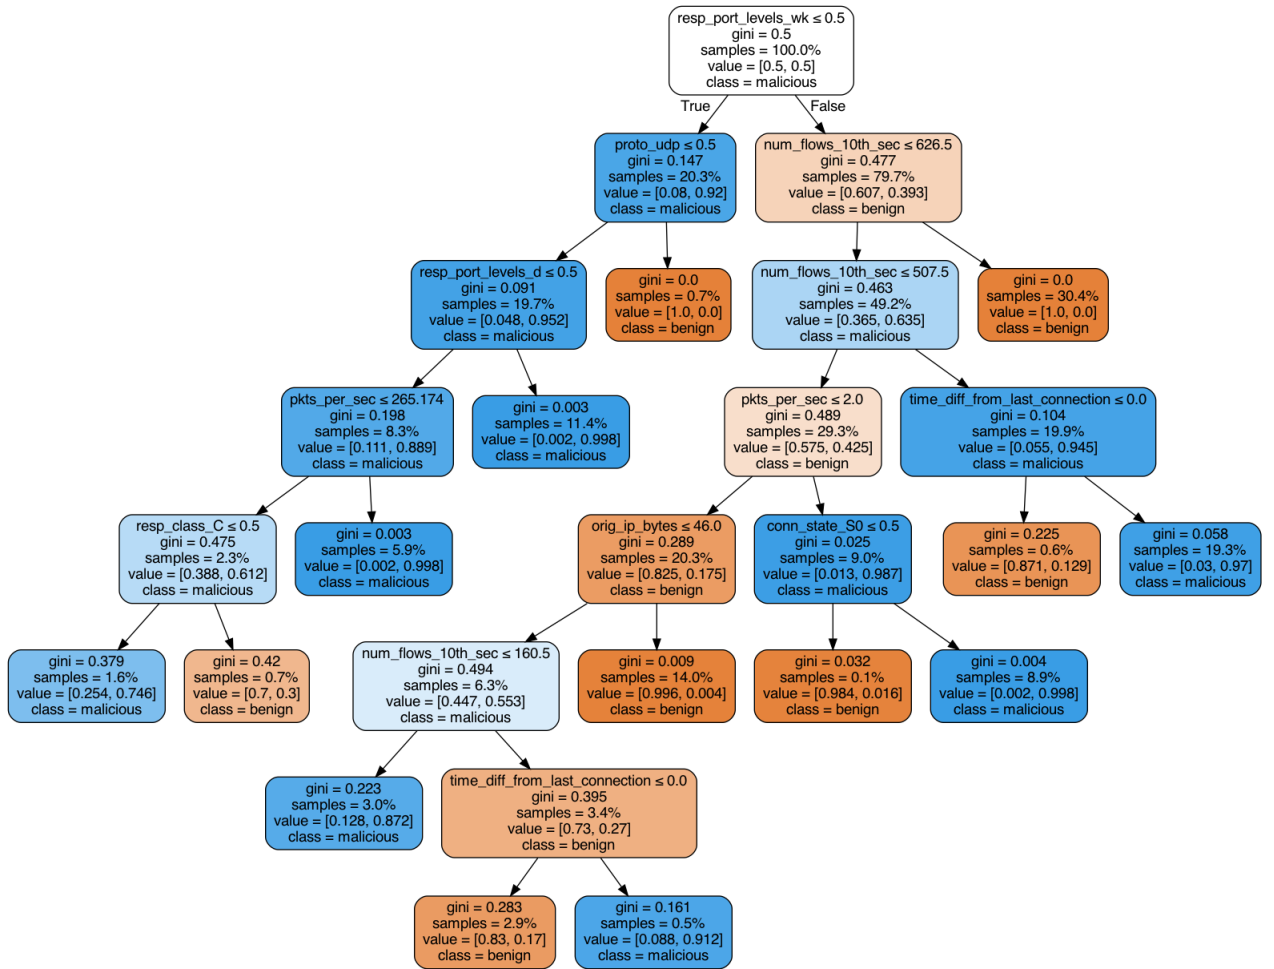 resp_port_levels_wk ≤ 0.5
gini = 0.5
samples = 100.0%
value = [0.5, 0.5]
class = malicious
True
False
proto_udp ≤ 0.5
gini = 0.147
samples = 20.3%
value = [0.08, 0.92]
class = malicious
num_flows_10th_sec ≤ 626.5
gini = 0.477
samples = 79.7%
value = [0.607, 0.393]
class = benign
resp_port_levels_d ≤ 0.5
gini = 0.091
samples = 19.7%
value = [0.048, 0.952]
class = malicious
gini = 0.0
samples = 0.7%
value = [1.0, 0.0]
class = benign
num_flows_10th_sec ≤ 507.5
gini = 0.463
samples = 49.2%
value = [0.365, 0.635]
class = malicious
gini = 0.0
samples = 30.4%
value = [1.0, 0.0]
class = benign
pkts_per_sec ≤ 265.174
gini = 0.198
samples = 8.3%
value = [0.111, 0.889]
class = malicious
gini = 0.003
samples = 11.4%
value = [0.002, 0.998]
class = malicious
pkts_per_sec ≤ 2.0
gini = 0.489
samples = 29.3%
value = [0.575, 0.425]
class = benign
time_diff_from_last_connection ≤ 0.0
gini = 0.104
samples = 19.9%
value = [0.055, 0.945]
class = malicious
resp_class_C ≤ 0.5
gini = 0.475
samples = 2.3%
value = [0.388, 0.612]
class = malicious
gini = 0.003
samples = 5.9%
value = [0.002, 0.998]
class = malicious
orig_ip_bytes ≤ 46.0
gini = 0.289
samples = 20.3%
value = [0.825, 0.175]
class = benign
conn_state_S0 ≤ 0.5
gini = 0.025
samples = 9.0%
value = [0.013, 0.987]
class = malicious
gini = 0.225
samples = 0.6%
value = [0.871, 0.129]
class = benign
gini = 0.058
samples = 19.3%
value = [0.03, 0.97]
class = malicious
gini = 0.379
samples = 1.6%
value = [0.254, 0.746]
class = malicious
gini = 0.42
samples = 0.7%
value = [0.7, 0.3]
class = benign
num_flows_10th_sec ≤ 160.5
gini = 0.494
samples = 6.3%
value = [0.447, 0.553]
class = malicious
gini = 0.009
samples = 14.0%
value = [0.996, 0.004]
class = benign
gini = 0.032
samples = 0.1%
value = [0.984, 0.016]
class = benign
gini = 0.004
samples = 8.9%
value = [0.002, 0.998]
class = malicious
gini = 0.223
samples = 3.0%
value = [0.128, 0.872]
class = malicious
time_diff_from_last_connection ≤ 0.0
gini = 0.395
samples = 3.4%
value = [0.73, 0.27]
class = benign
gini = 0.283
samples = 2.9%
value = [0.83, 0.17]
class = benign
gini = 0.161
samples = 0.5%
value = [0.088, 0.912]
class = malicious